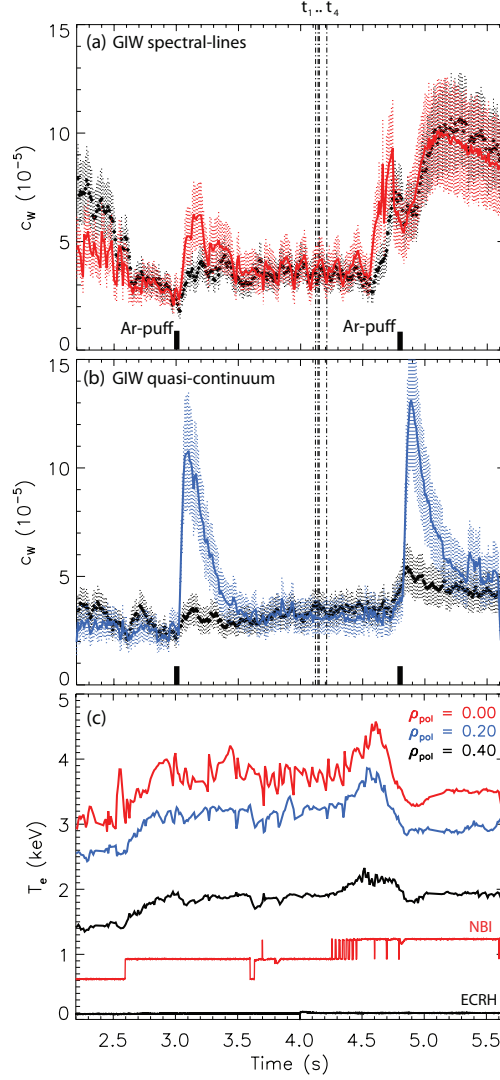 t₁ .. t₄
(a) GIW spectral-lines
15
10
5
0
c_w (10⁻⁵)
Ar-puff
Ar-puff
(b) GIW quasi-continuum
15
10
5
0
c_w (10⁻⁵)
(c)
ρ_pol = 0.00
ρ_pol = 0.20
ρ_pol = 0.40
5
4
3
2
1
0
T_e (keV)
NBI
ECRH
2.5 3.0 3.5 4.0 4.5 5.0 5.5
Time (s)